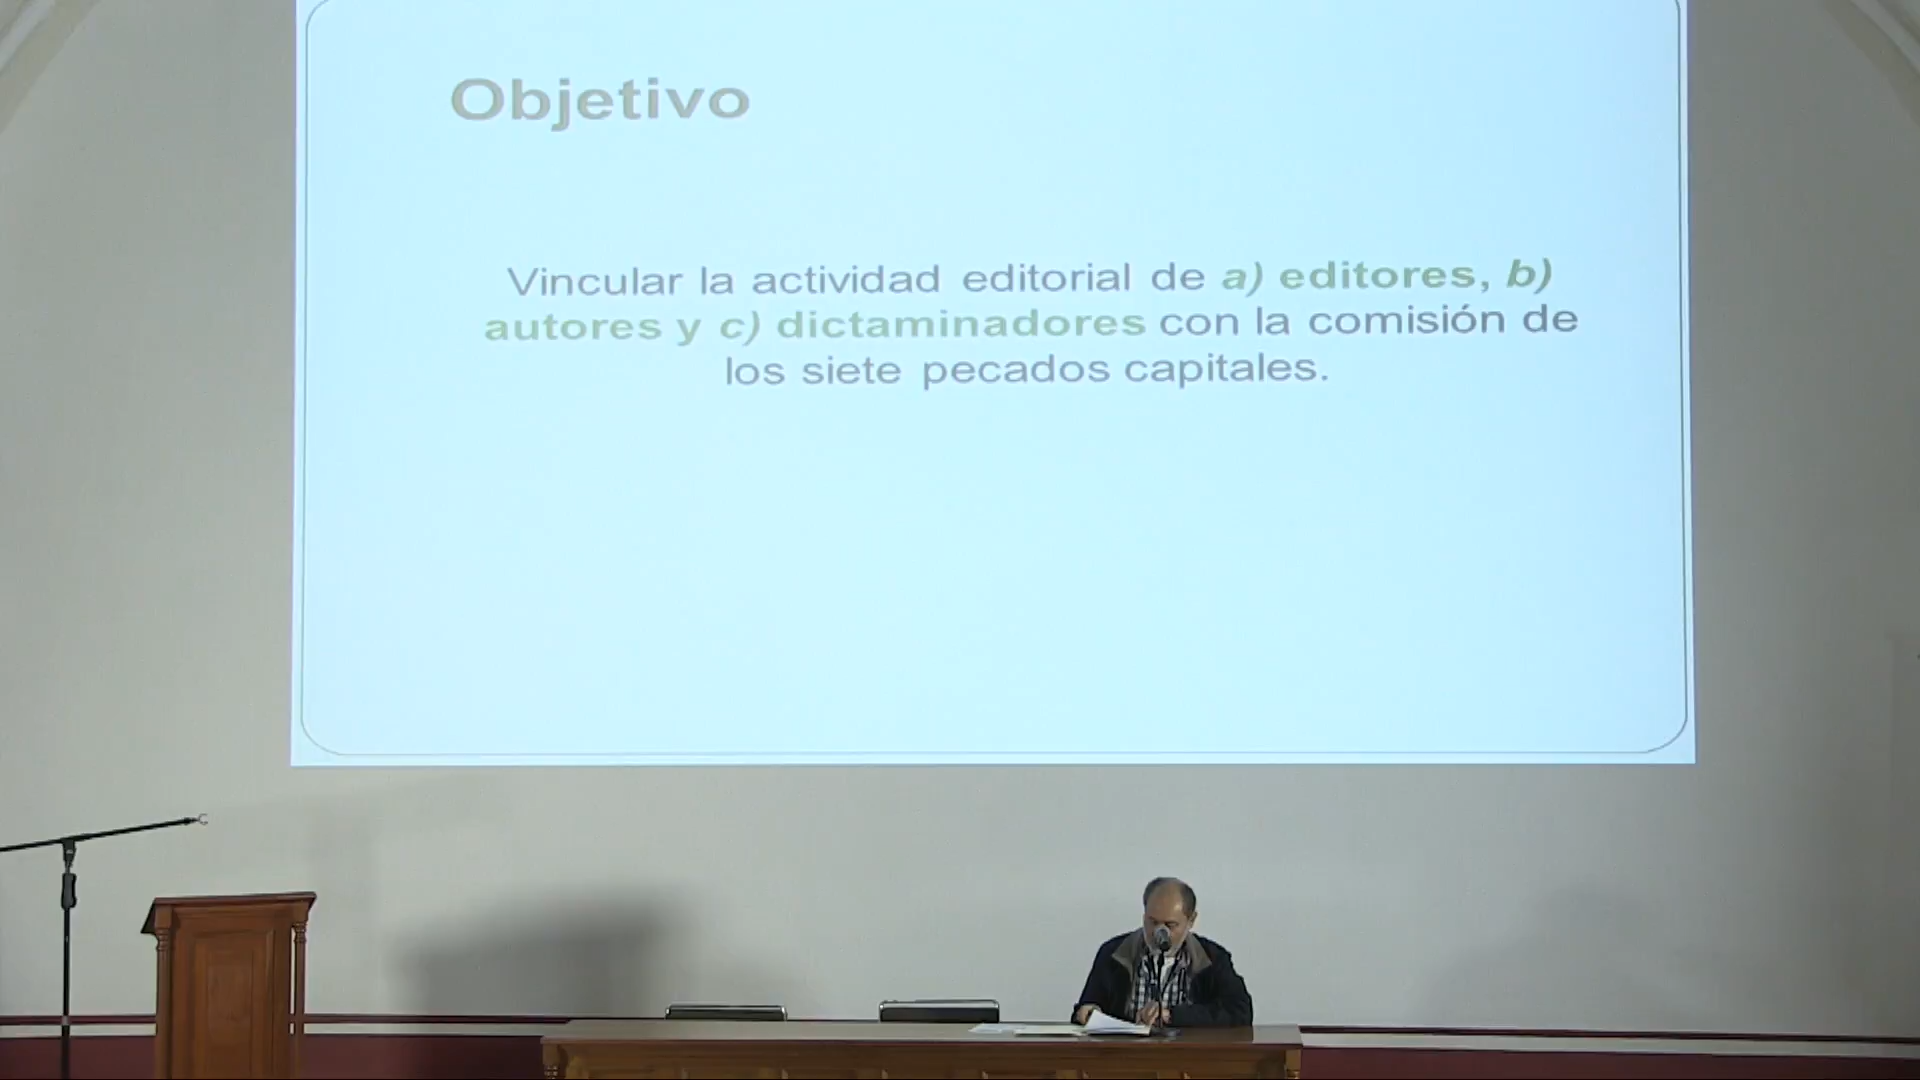 Objetivo
Vincular la actividad editorial de a) editores, b)
autores y c) dictaminadores con la comisión de
los siete pecados capitales.